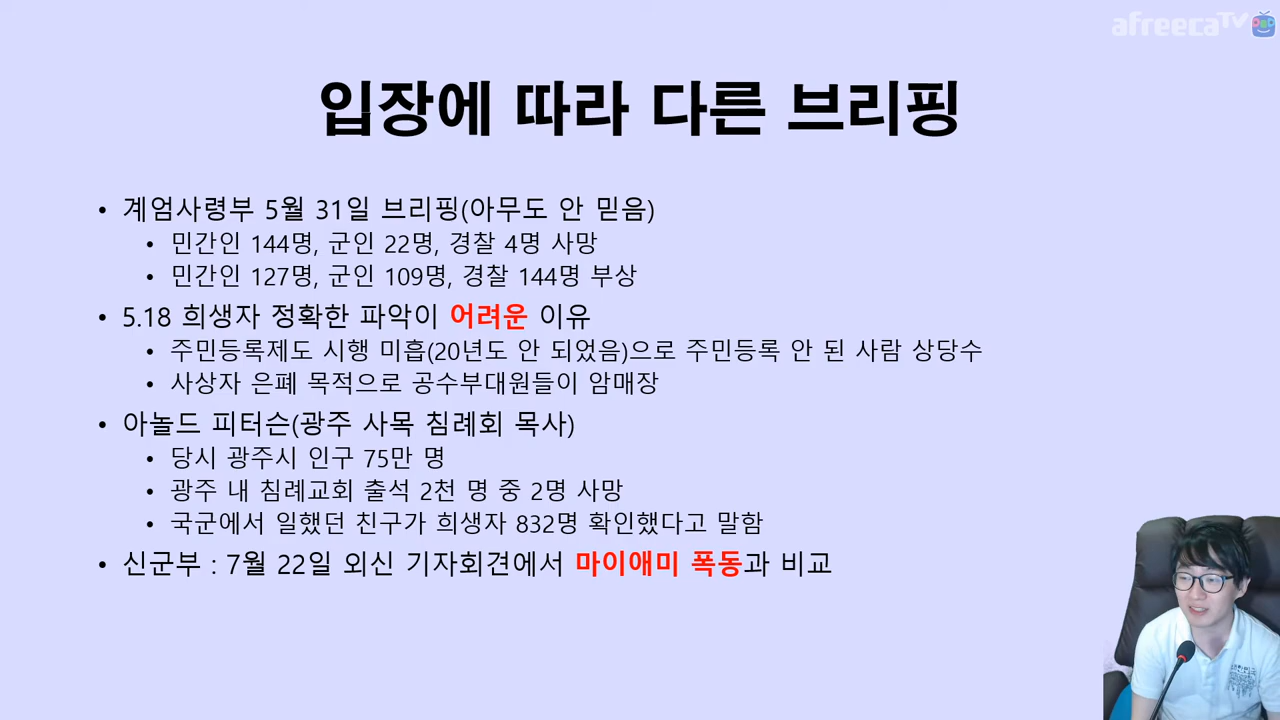 afreecaTV
입장에 따라 다른 브리핑
• 계엄사령부 5월 31일 브리핑(아무도 안 믿음)
• 민간인 144명, 군인 22명, 경찰 4명 사망
• 민간인 127명, 군인 109명, 경찰 144명 부상
• 5.18 희생자 정확한 파악이 어려운 이유
• 주민등록제도 시행 미흡(20년도 안 되었음)으로 주민등록 안 된 사람 상당수
• 사상자 은폐 목적으로 공수부대원들이 암매장
• 아놀드 피터슨(광주 사목 침례회 목사)
• 당시 광주시 인구 75만 명
• 광주 내 침례교회 출석 2천 명 중 2명 사망
• 국군에서 일했던 친구가 희생자 832명 확인했다고 말함
• 신군부 : 7월 22일 외신 기자회견에서 마이애미 폭동과 비교
대한민국